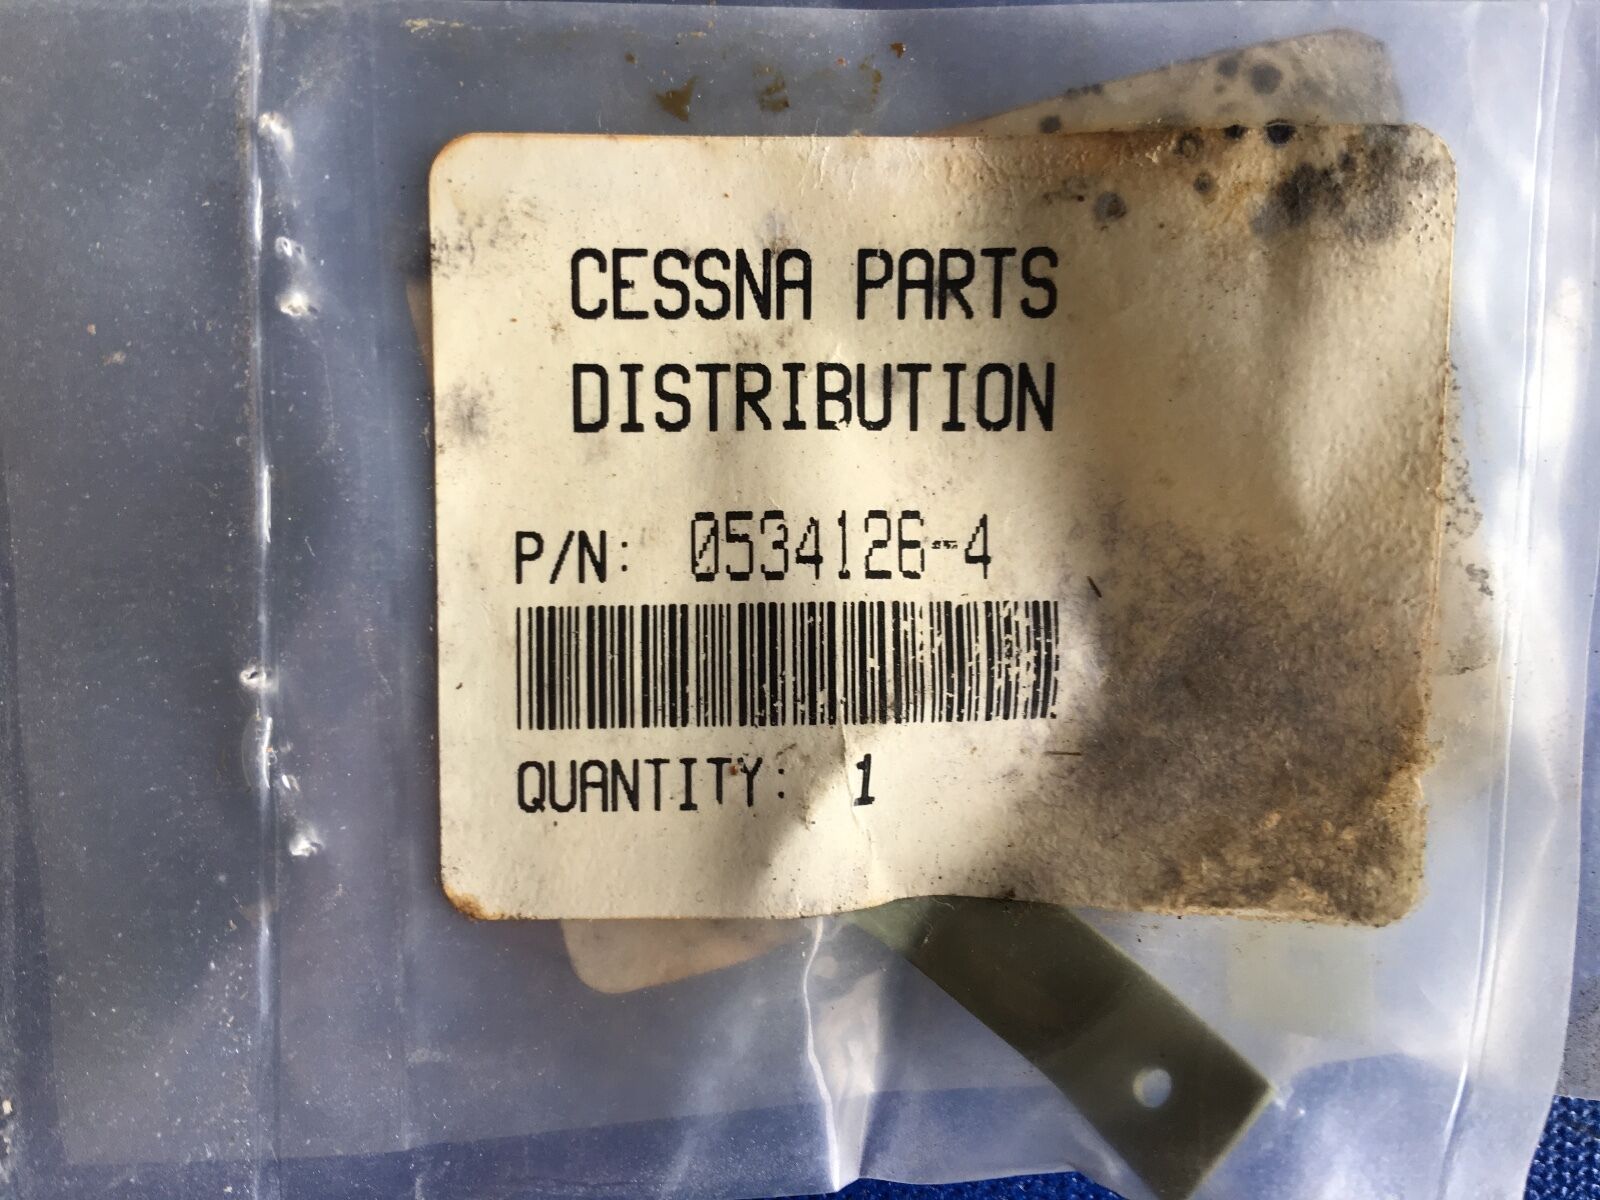 CESSNA PARTS
DISTRIBUTION
P/N: 0534126-4
QUANTITY: 1